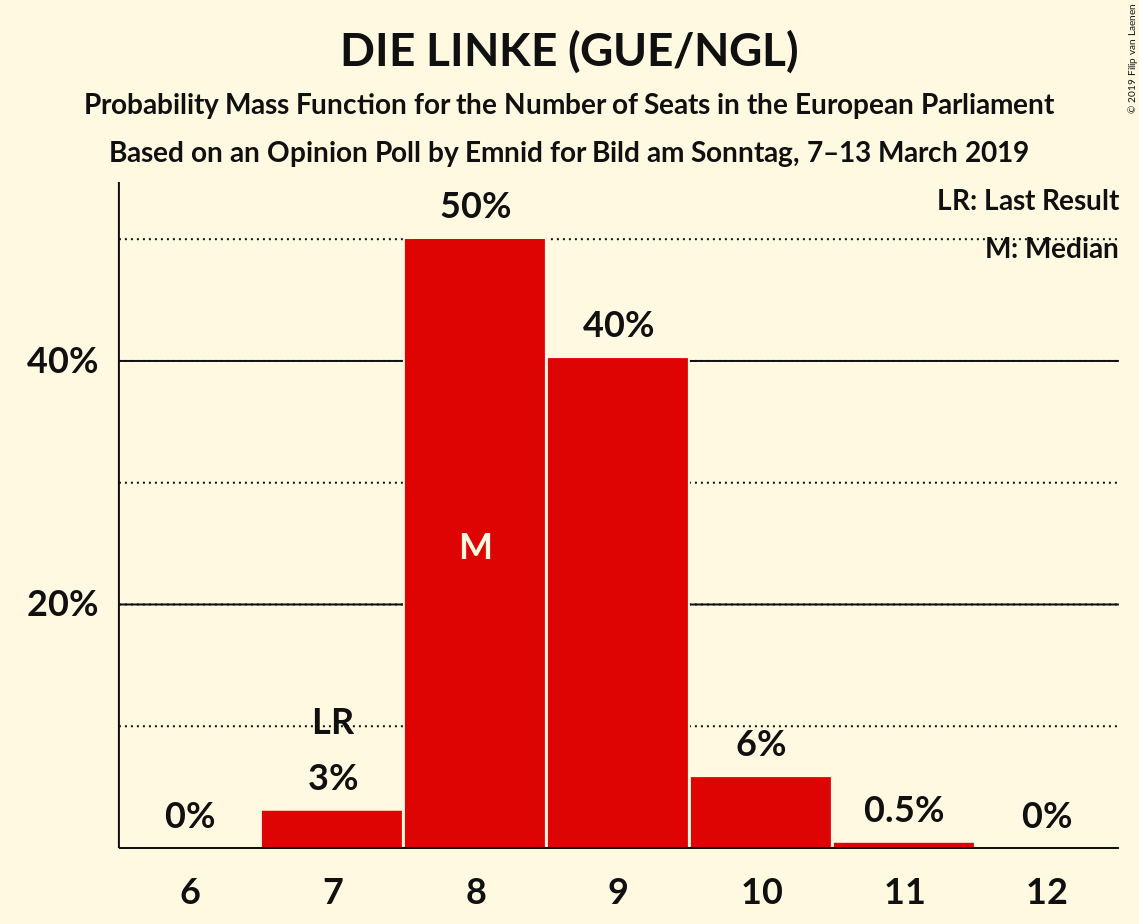 DIE LINKE (GUE/NGL)
Probability Mass Function for the Number of Seats in the European Parliament
Based on an Opinion Poll by Emnid for Bild am Sonntag, 7–13 March 2019
© 2019 Filip van Laenen
LR: Last Result
M: Median
50%
40%
40%
M
20%
LR
3%
6%
0%
0.5%
0%
6 7 8 9 10 11 12